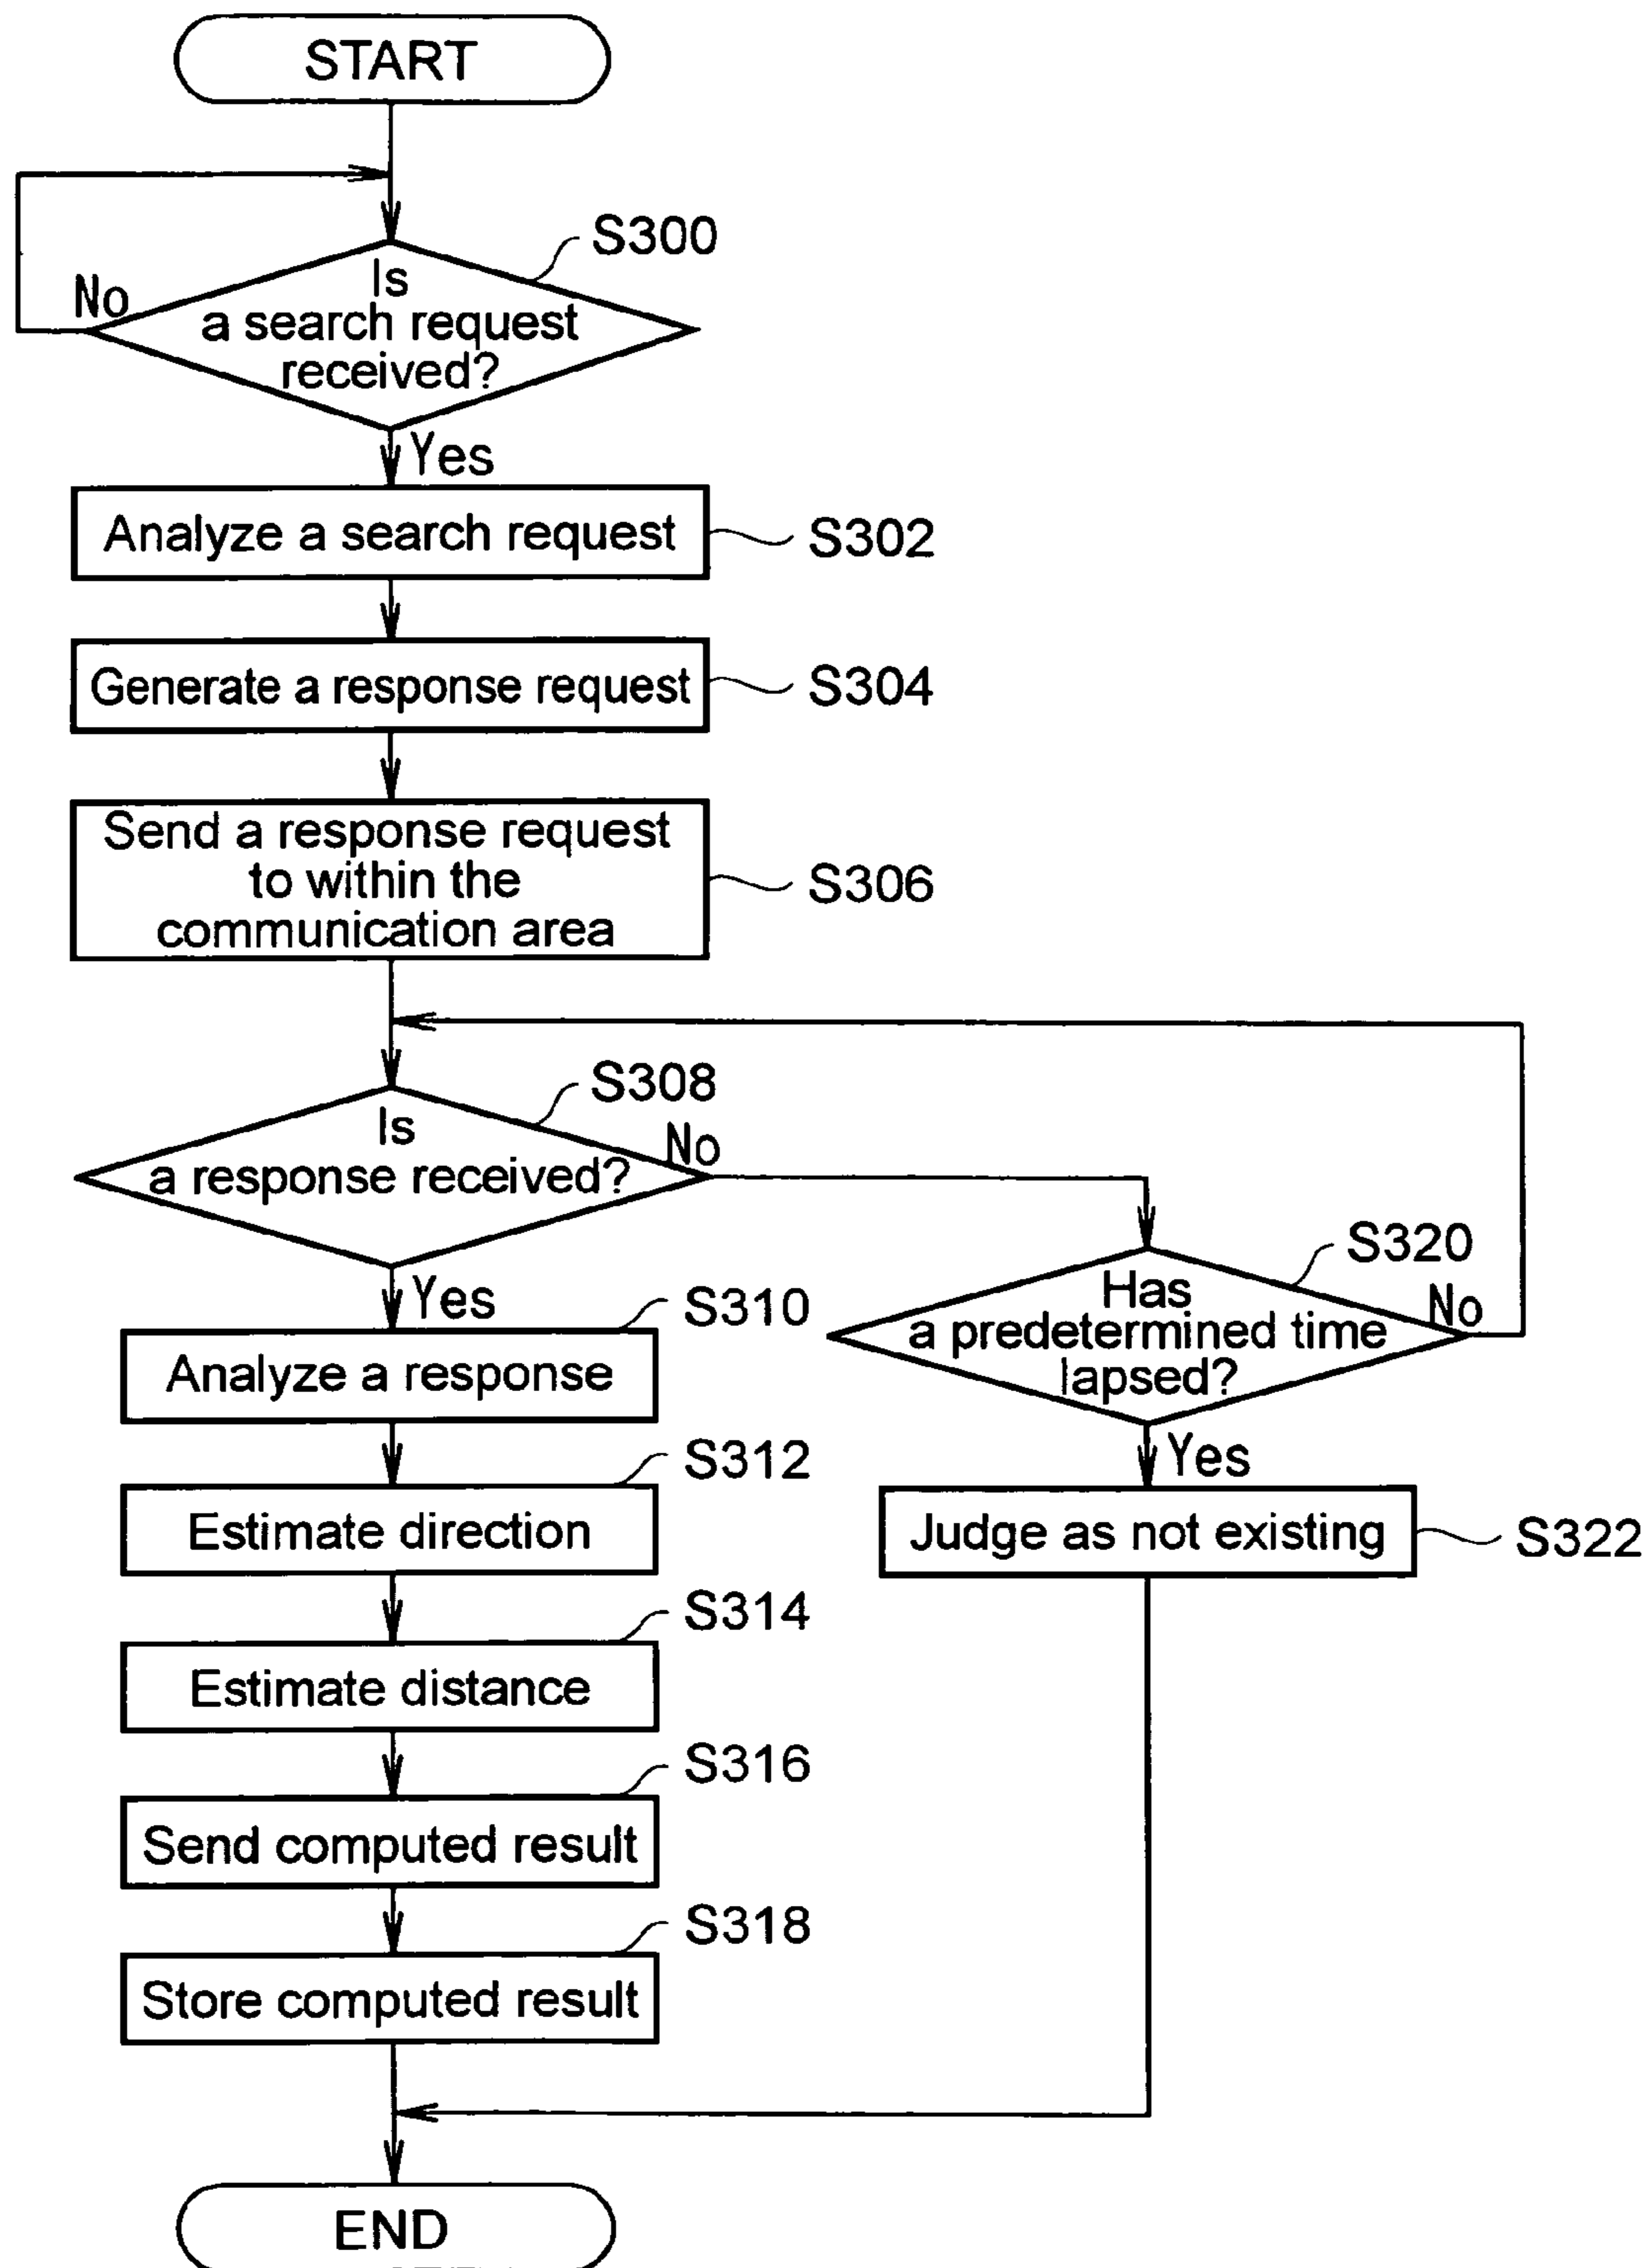 START
S300
No
Is
a search request
received?
Yes
Analyze a search request
S302
Generate a response request
S304
Send a response request
to within the
communication area
S306
S308
Is
a response received?
No
S320
Has
a predetermined time
lapsed?
No
Yes
S310
Analyze a response
Yes
S312
Estimate direction
Judge as not existing
S322
S314
Estimate distance
S316
Send computed result
S318
Store computed result
END